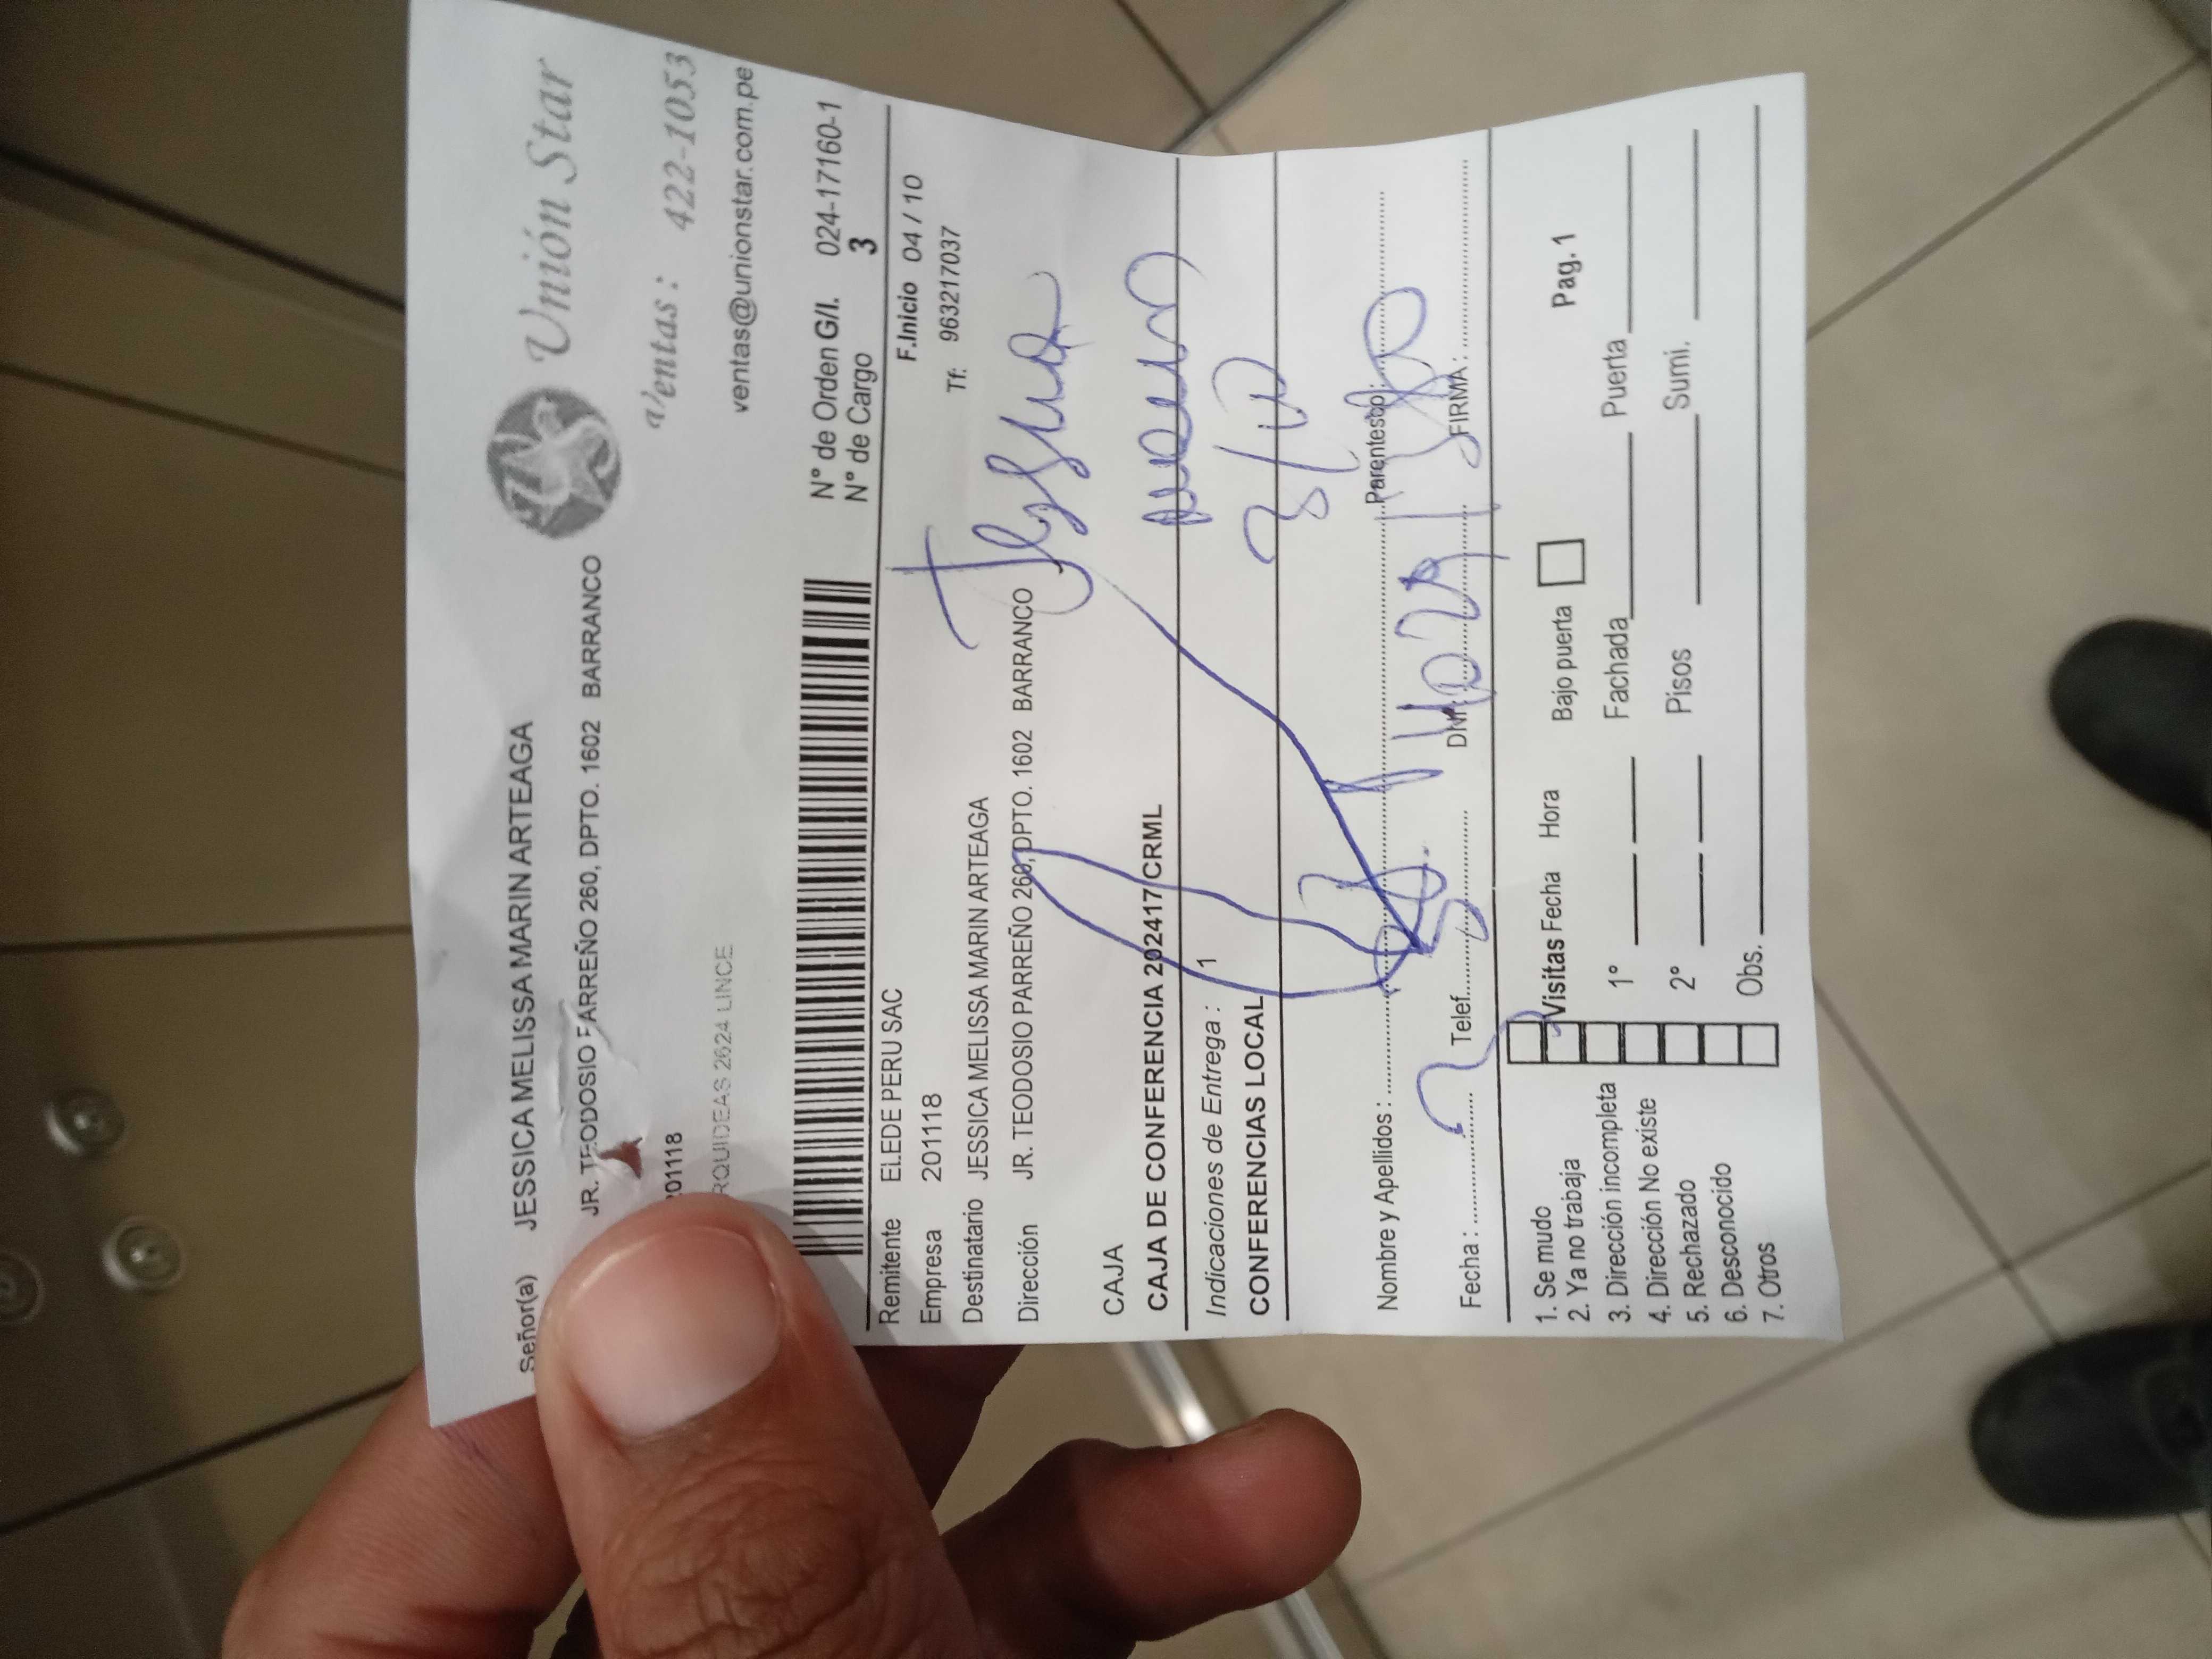 Señor(a) JESSICA MELISSA MARIN ARTEAGA
JR. TEODOSIO PARREÑO 260, DPTO. 1602 BARRANCO
201118
RQUIDEAS 2624 LINCE
Unión Star
a/entas : 422-1053
ventas@unionstar.com.pe
N° de Orden G/I. 024-17160-1
N° de Cargo 3
Remitente ELEDE PERU SAC F.Inicio 04 / 10
Empresa 201118 Tf: 963217037
Destinatario JESSICA MELISSA MARIN ARTEAGA
Dirección JR. TEODOSIO PARREÑO 260, DPTO. 1602 BARRANCO
Jessica
CAJA
CAJA DE CONFERENCIA 202417 CRML
Indicaciones de Entrega : 1
CONFERENCIAS LOCAL
Nombre y Apellidos : Parentesco :
Fecha : Telef. DNI FIRMA :
1. Se mudo
2. Ya no trabaja
3. Dirección incompleta
4. Dirección No existe
5. Rechazado
6. Desconocido
7. Otros
Visitas Fecha Hora Bajo puerta Pag. 1
1° Fachada Puerta
2° Pisos Sumi.
Obs.